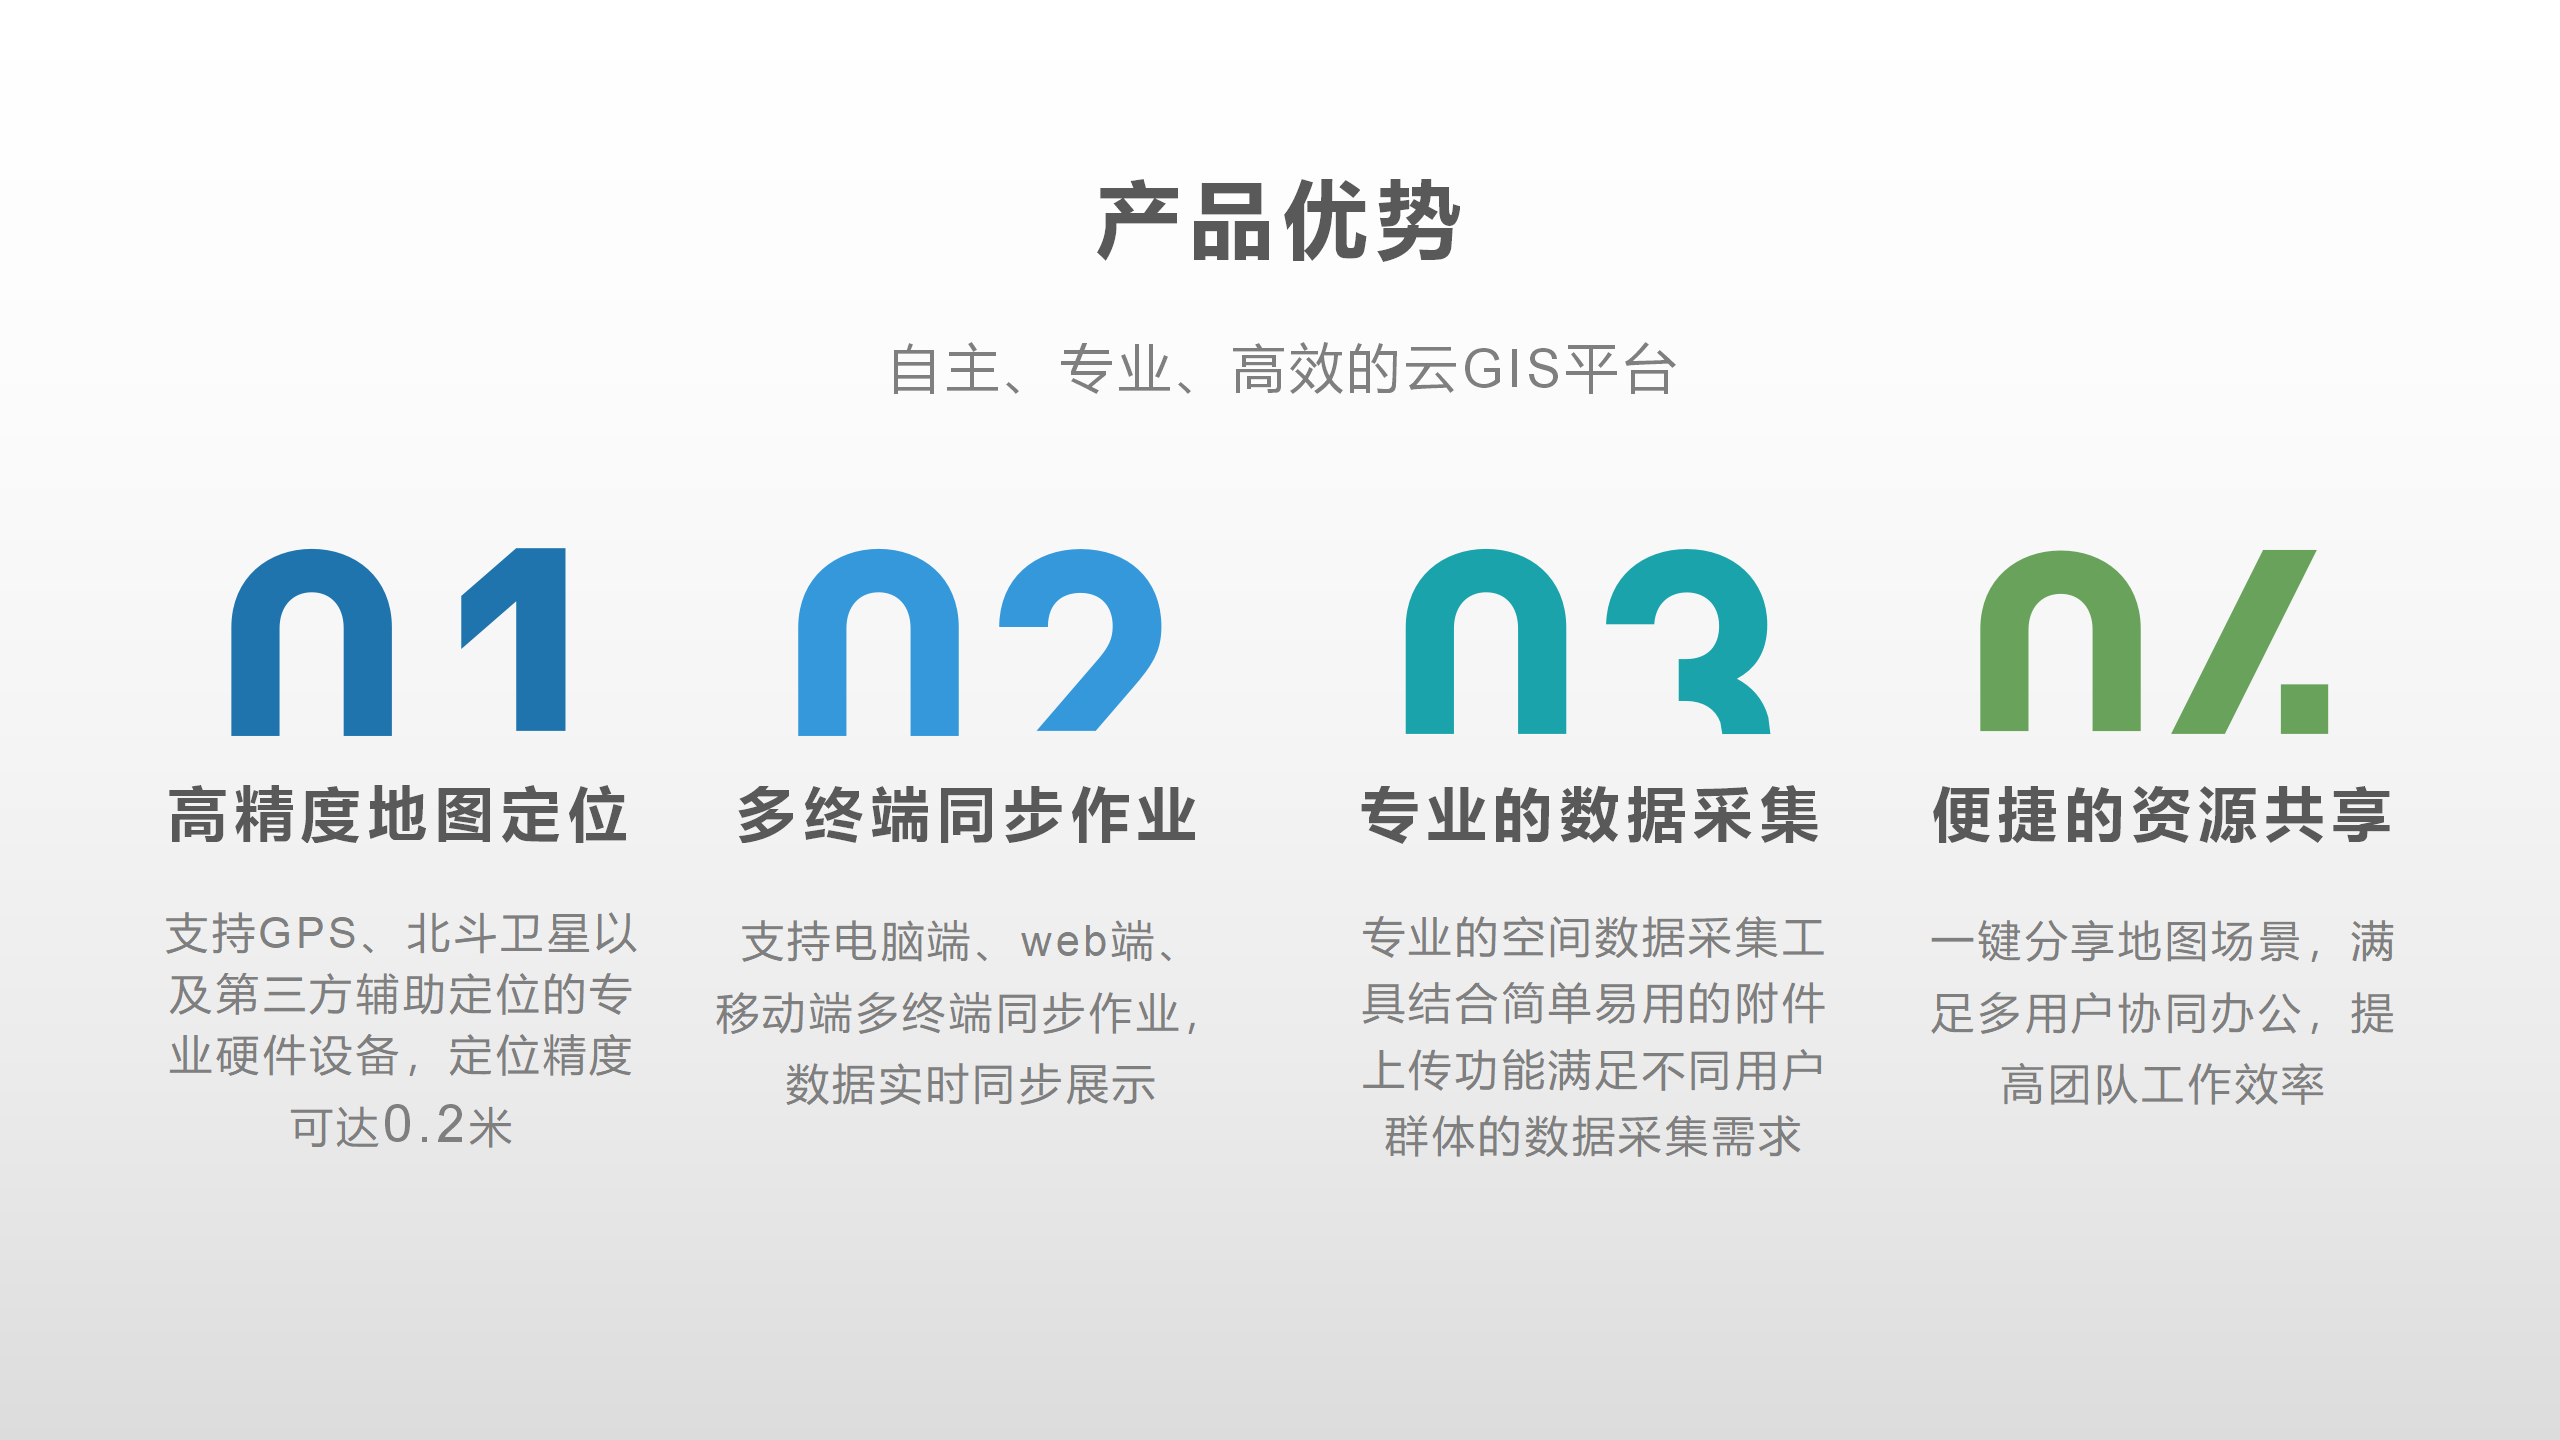 产品优势
自主、专业、高效的云GIS平台
01
高精度地图定位
支持GPS、北斗卫星以
及第三方辅助定位的专
业硬件设备，定位精度
可达0.2米
02
多终端同步作业
支持电脑端、web端、
移动端多终端同步作业，
数据实时同步展示
03
专业的数据采集
专业的空间数据采集工
具结合简单易用的附件
上传功能满足不同用户
群体的数据采集需求
04
便捷的资源共享
一键分享地图场景，满
足多用户协同办公，提
高团队工作效率